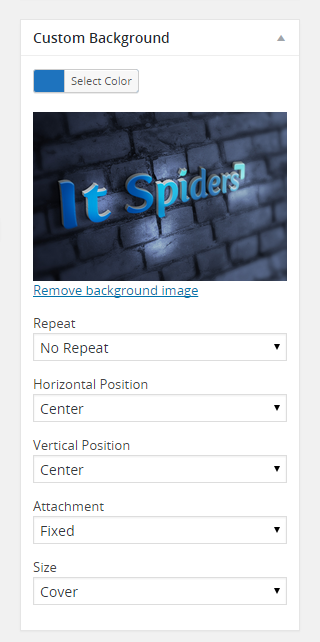 Custom Background
Select Color
It Spiders
Remove background image
Repeat
No Repeat
Horizontal Position
Center
Vertical Position
Center
Attachment
Fixed
Size
Cover